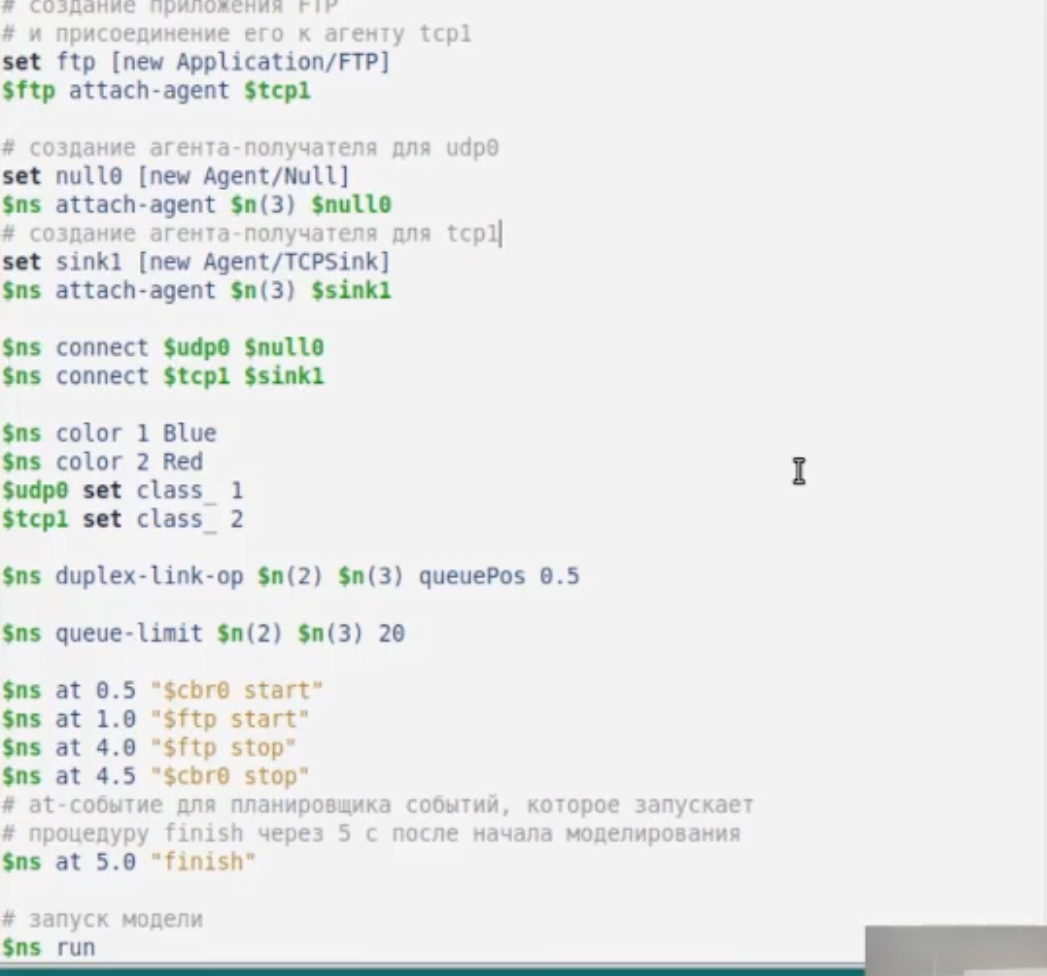 # создание приложения FTP
# и присоединение его к агенту tcp1
set ftp [new Application/FTP]
$ftp attach-agent $tcp1
# создание агента-получателя для udp0
set null0 [new Agent/Null]
$ns attach-agent $n(3) $null0
# создание агента-получателя для tcp1
set sink1 [new Agent/TCPSink]
$ns attach-agent $n(3) $sink1
$ns connect $udp0 $null0
$ns connect $tcp1 $sink1
$ns color 1 Blue
$ns color 2 Red
$udp0 set class_ 1
$tcp1 set class_ 2
$ns duplex-link-op $n(2) $n(3) queuePos 0.5
$ns queue-limit $n(2) $n(3) 20
$ns at 0.5 "$cbr0 start"
$ns at 1.0 "$ftp start"
$ns at 4.0 "$ftp stop"
$ns at 4.5 "$cbr0 stop"
# at-событие для планировщика событий, которое запускает
# процедуру finish через 5 с после начала моделирования
$ns at 5.0 "finish"
# запуск модели
$ns run